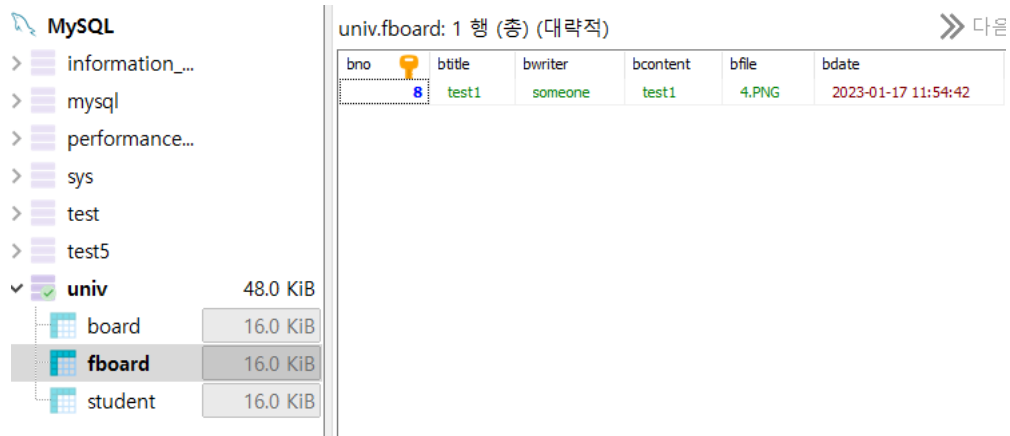 MySQL
information_...
mysql
performance...
sys
test
test5
univ 48.0 KiB
board 16.0 KiB
fboard 16.0 KiB
student 16.0 KiB
univ.fboard: 1 행 (총) (대략적) 다음
bno btitle bwriter bcontent bfile bdate
8 test1 someone test1 4.PNG 2023-01-17 11:54:42